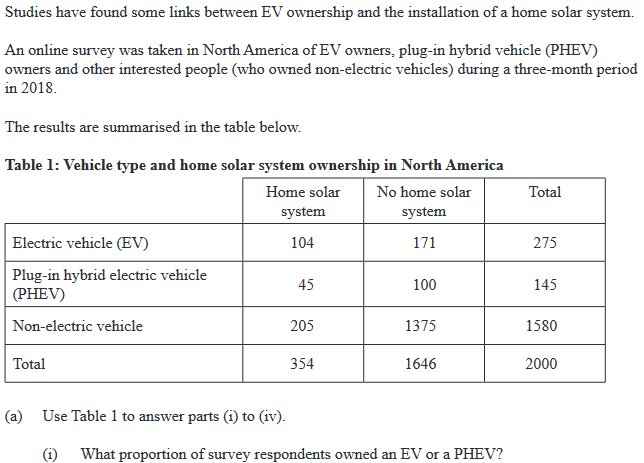 Studies have found some links between EV ownership and the installation of a home solar system.
An online survey was taken in North America of EV owners, plug-in hybrid vehicle (PHEV)
owners and other interested people (who owned non-electric vehicles) during a three-month period
in 2018.
The results are summarised in the table below.
Table 1: Vehicle type and home solar system ownership in North America
Home solar system No home solar system Total
Electric vehicle (EV) 104 171 275
Plug-in hybrid electric vehicle (PHEV) 45 100 145
Non-electric vehicle 205 1375 1580
Total 354 1646 2000
(a) Use Table 1 to answer parts (i) to (iv).
(i) What proportion of survey respondents owned an EV or a PHEV?